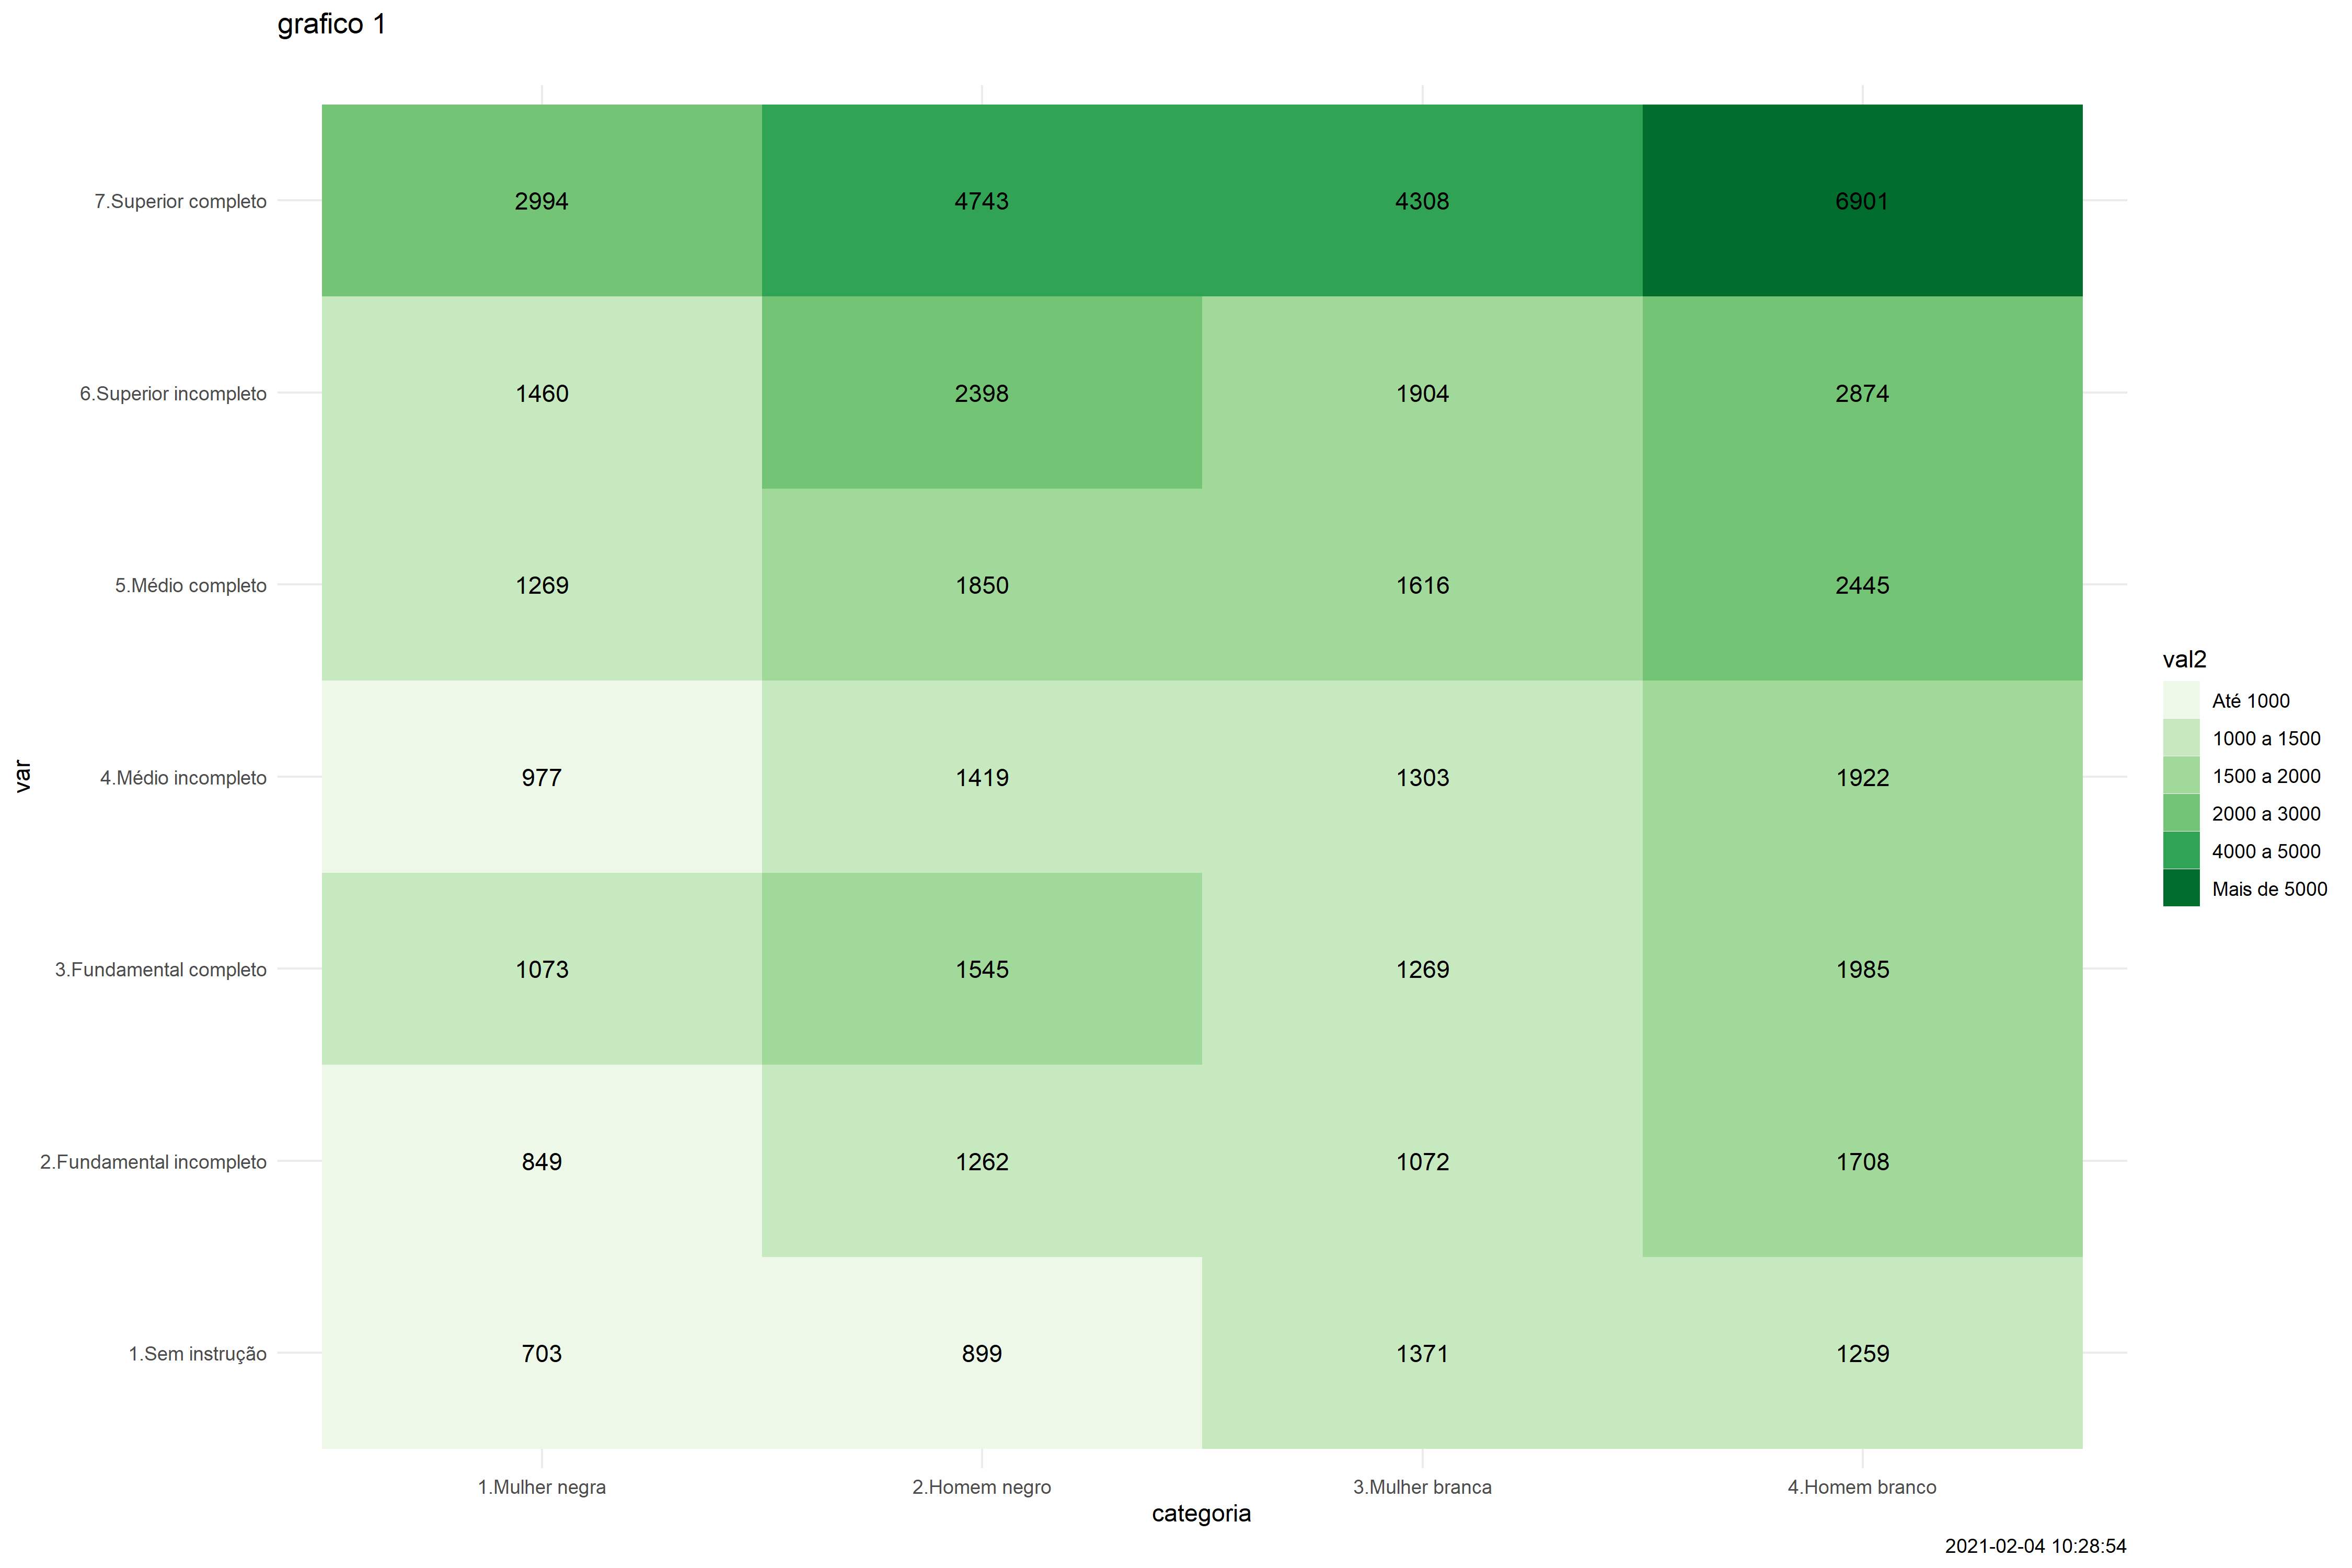 grafico 1
7.Superior completo 2994 4743 4308 6901
6.Superior incompleto 1460 2398 1904 2874
5.Médio completo 1269 1850 1616 2445
4.Médio incompleto 977 1419 1303 1922
3.Fundamental completo 1073 1545 1269 1985
2.Fundamental incompleto 849 1262 1072 1708
1.Sem instrução 703 899 1371 1259
var
1.Mulher negra 2.Homem negro 3.Mulher branca 4.Homem branco
categoria
val2
Até 1000
1000 a 1500
1500 a 2000
2000 a 3000
4000 a 5000
Mais de 5000
2021-02-04 10:28:54